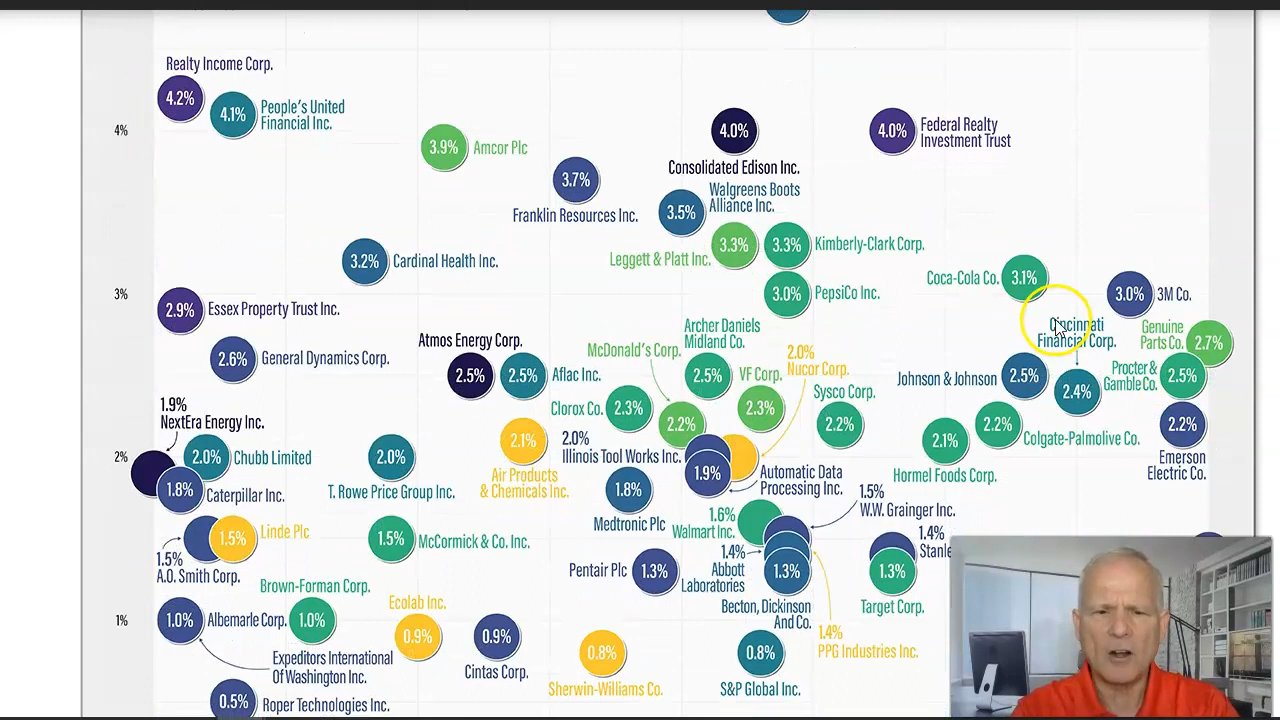 Realty Income Corp.
4.2%
4.1%
People's United
Financial Inc.
4%
3.9%
Amcor Plc
4.0%
Consolidated Edison Inc.
4.0%
Federal Realty
Investment Trust
3.7%
Franklin Resources Inc.
3.5%
Walgreens Boots
Alliance Inc.
3.3%
Leggett & Platt Inc.
3.3%
Kimberly-Clark Corp.
3.2%
Cardinal Health Inc.
Coca-Cola Co.
3.1%
3%
2.9%
Essex Property Trust Inc.
3.0%
PepsiCo Inc.
3.0%
3M Co.
Cincinnati
Financial Corp.
2.4%
Genuine
Parts Co.
2.7%
2.6%
General Dynamics Corp.
Atmos Energy Corp.
2.5%
2.5%
Aflac Inc.
McDonald's Corp.
2.2%
Archer Daniels
Midland Co.
2.5%
VF Corp.
2.3%
2.0%
Nucor Corp.
Johnson & Johnson
2.5%
Procter &
Gamble Co.
2.5%
Clorox Co.
2.3%
Sysco Corp.
2.2%
2.2%
Colgate-Palmolive Co.
2.2%
Emerson
Electric Co.
1.9%
NextEra Energy Inc.
2%
2.0%
Chubb Limited
2.0%
T. Rowe Price Group Inc.
2.1%
Air Products
& Chemicals Inc.
2.0%
Illinois Tool Works Inc.
1.9%
Automatic Data
Processing Inc.
2.1%
Hormel Foods Corp.
1.8%
Caterpillar Inc.
1.8%
Medtronic Plc
1.5%
W.W. Grainger Inc.
1.6%
Walmart Inc.
1.5%
Linde Plc
1.5%
A.O. Smith Corp.
1.5%
McCormick & Co. Inc.
1.4%
Abbott
Laboratories
1.4%
Stanle
Pentair Plc
1.3%
1.3%
Becton, Dickinson
And Co.
1.3%
Target Corp.
Brown-Forman Corp.
1.0%
1%
1.0%
Albemarle Corp.
Ecolab Inc.
0.9%
0.9%
Cintas Corp.
1.4%
PPG Industries Inc.
Expeditors International
Of Washington Inc.
0.8%
Sherwin-Williams Co.
0.8%
S&P Global Inc.
0.5%
Roper Technologies Inc.